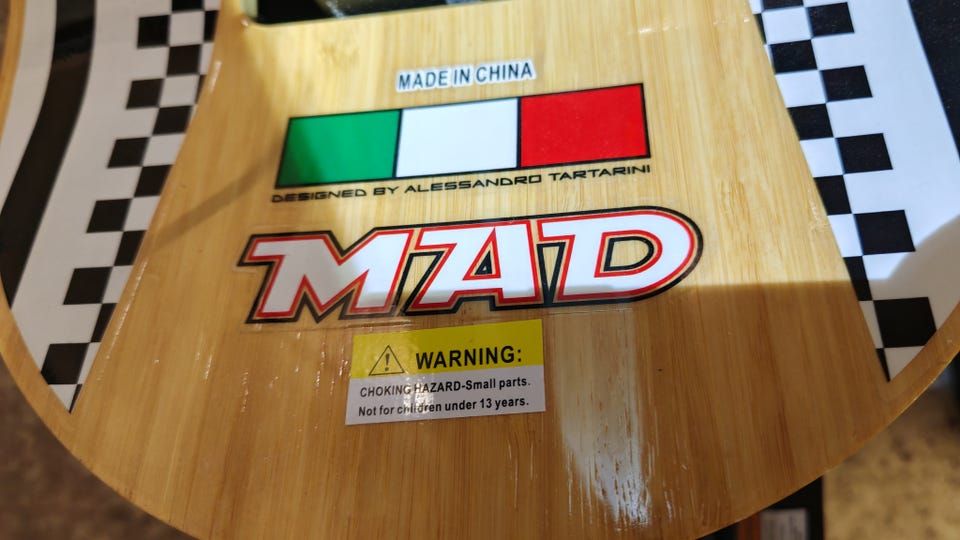 MADE IN CHINA
DESIGNED BY ALESSANDRO TARTARINI
MAD
WARNING:
CHOKING HAZARD-Small parts.
Not for children under 13 years.